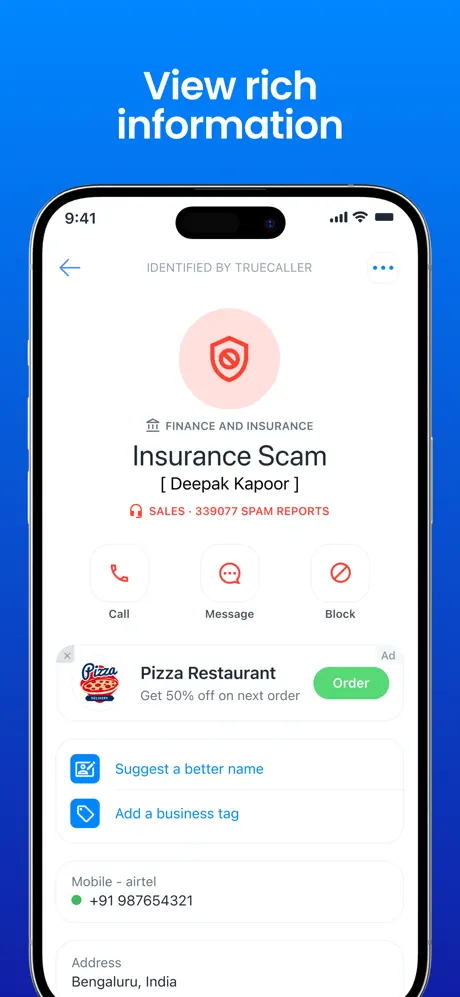 View rich
information
9:41
IDENTIFIED BY TRUECALLER
FINANCE AND INSURANCE
Insurance Scam
[ Deepak Kapoor ]
SALES · 339077 SPAM REPORTS
Call Message Block
Ad
Pizza
DELIVERY
Pizza Restaurant
Get 50% off on next order
Order
Suggest a better name
Add a business tag
Mobile - airtel
+91 987654321
Address
Bengaluru, India